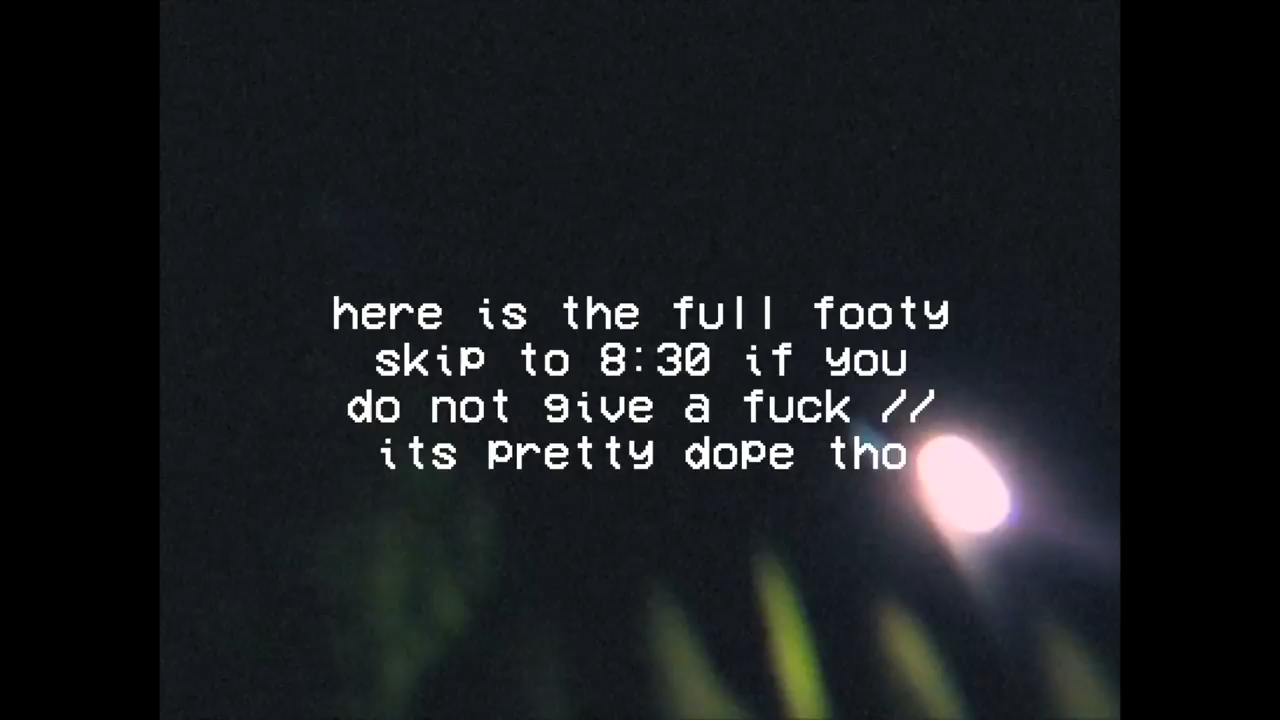 here is the full footy
skip to 8:30 if you
do not give a fuck //
its pretty dope tho